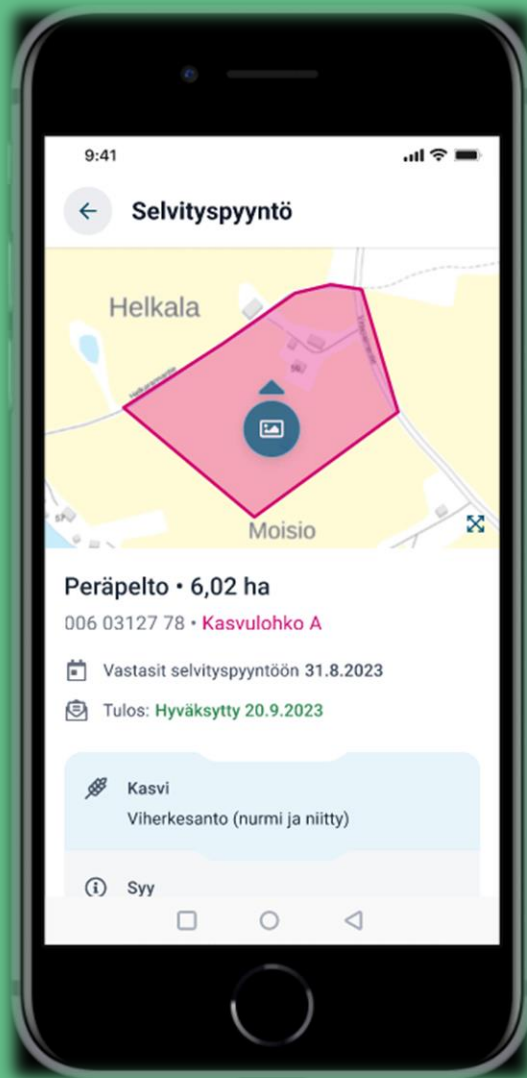 9:41
Selvityspyyntö
Helkala
Moisio
Peräpelto • 6,02 ha
006 03127 78 • Kasvulohko A
Vastasit selvityspyyntöön 31.8.2023
Tulos: Hyväksytty 20.9.2023
Kasvi
Viherkesanto (nurmi ja niitty)
Syy